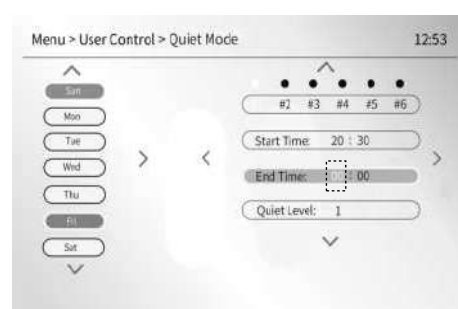 Menu > User Control > Quiet Mode
12:53
Sun
Mon
Tue
Wed
Thu
Fri
Sat
#2 #3 #4 #5 #6
Start Time: 20 : 30
End Time: : 00
Quiet Level: 1